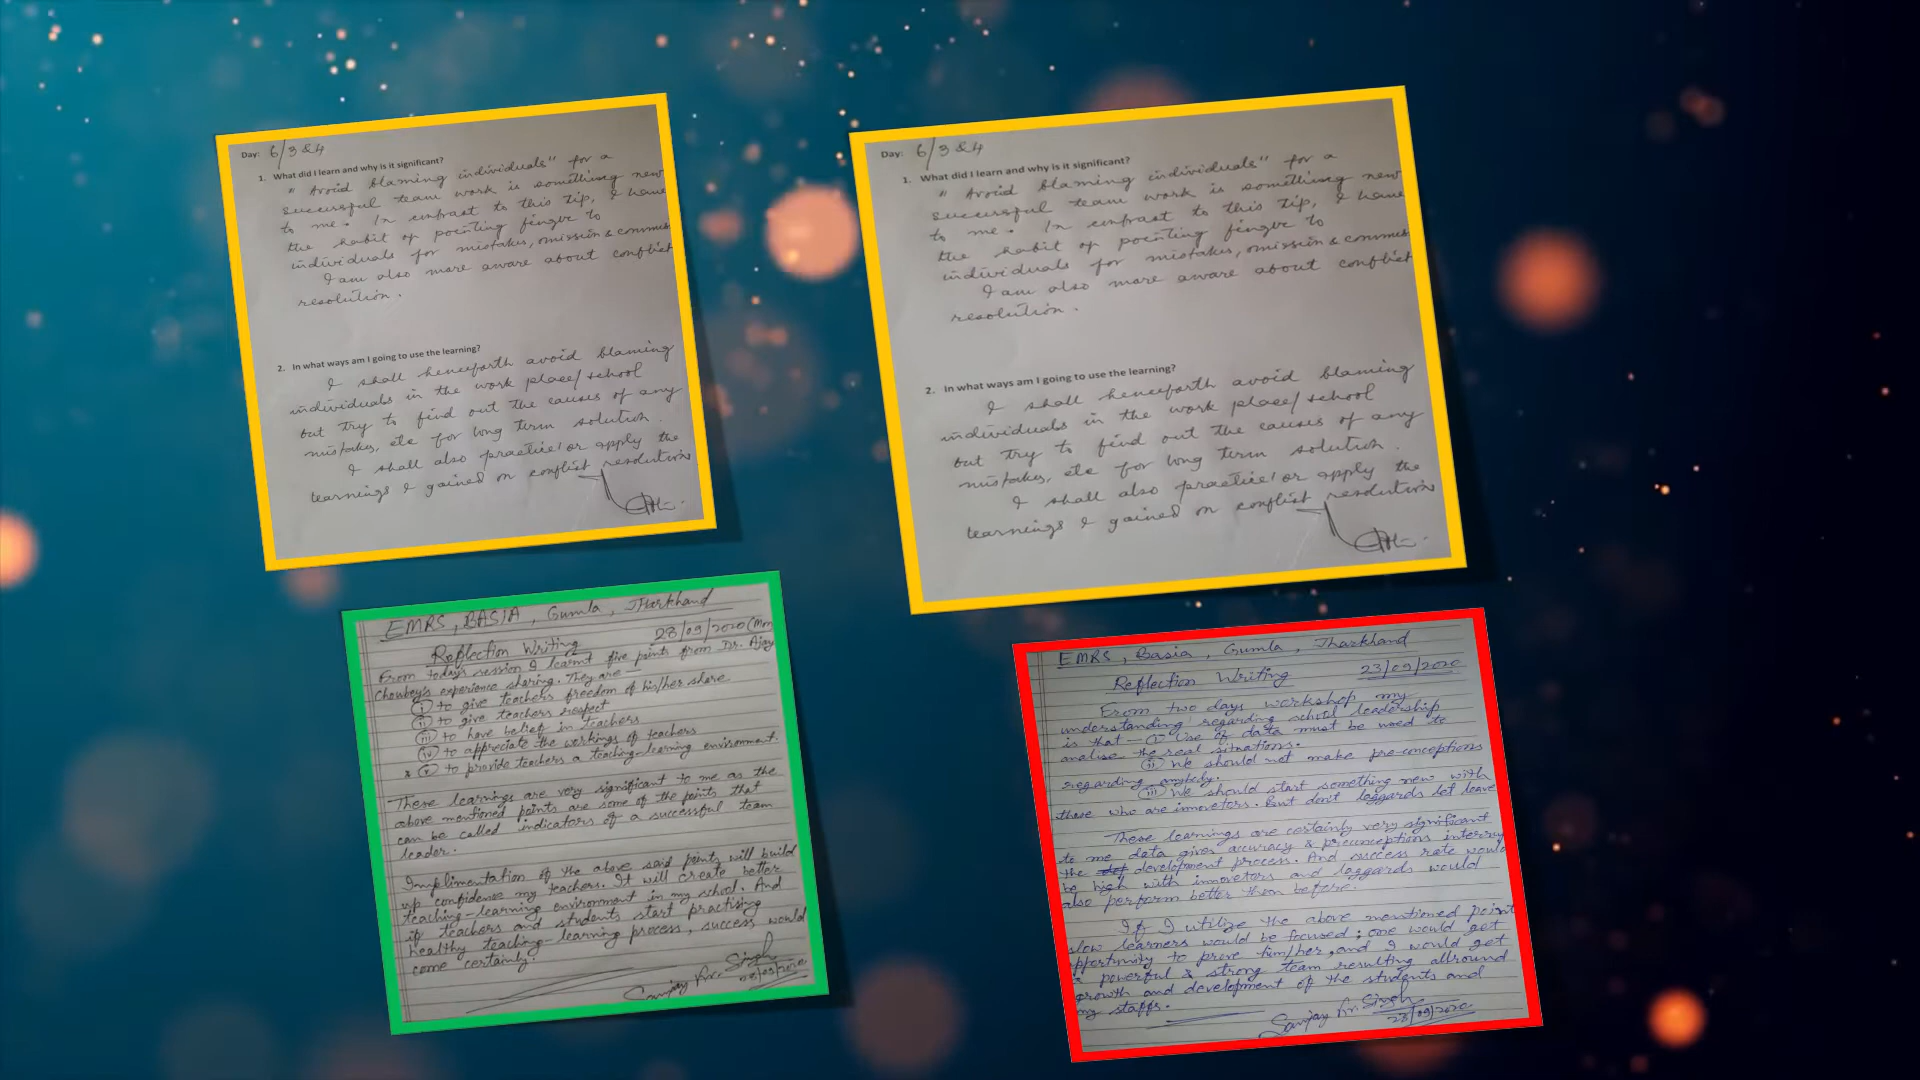 Day: 6/3 &4
1. What did I learn and why is it significant?
" Avoid blaming individuals" for a
successful team work is something new
to me. In contrast to this tip, I have
the habit of pointing finger to
individuals for mistakes, omission &
I am also more aware about conflict
resolution.
2. In what ways am I going to use the learning?
I shall henceforth avoid blaming
individuals in the work place/school
but try to find out the causes of any
mistakes, etc for long term solution.
I shall also practice/or apply the
learnings I gained on conflict resolution
Day: 6/3 &4
1. What did I learn and why is it significant?
" Avoid blaming individuals" for a
successful team work is something new
to me. In contrast to this tip, I have
the habit of pointing finger to
individuals for mistakes, omission &
I am also more aware about conflict
resolution.
2. In what ways am I going to use the learning?
I shall henceforth avoid blaming
individuals in the work place/school
but try to find out the causes of any
mistakes, etc for long term solution.
I shall also practice/or apply the
learnings I gained on conflict resolution
EMRS, BASIA, Gumla, Jharkhand
Reflection Writing 28/09/2020(Mon
From today's session I learnt five points from Dr. Ajay
Chowbey's experience sharing. They are —
(i) to give teachers freedom of his/her share
(ii) to give teachers respect
(iii) to have belief in teachers
(iv) to appreciate the workings of teachers
& (v) to provide teachers a teaching-learning environment.
These learnings are very significant to me as the
above mentioned points are some of the points that
can be called indicators of a successful team
leader.
Implimentation of the above said points will build
up confidence my teachers. It will create better
teaching-learning environment in my school. And
if teachers and students start practising
healthy teaching-learning process, success would
come certainly.
Sanjay Kr. Singh
EMRS, Basia, Gumla, Jharkhand
Reflection Writing 23/09/2020
From two days workshop my
understanding regarding school leadership
is that — (i) Use of data must be used to
analise the real situations.
(ii) We should not make pre-conceptions
regarding anybody.
(iii) We should start something new with
those who are innovetors. But don't laggards let leave
These learnings are certainly very significant
to me data gives accuracy & preconceptions
the development process. And success rate would
be high with innovetors and laggards would
also perform better then before.
If I utilize the above mentioned point
slow learners would be focused; one would get
opportunity to prove him/her, and I would get
a powerful & strong team resulting allround
growth and development of the students and
my staffs.
Sanjay Kr. Singh
23/09/2020